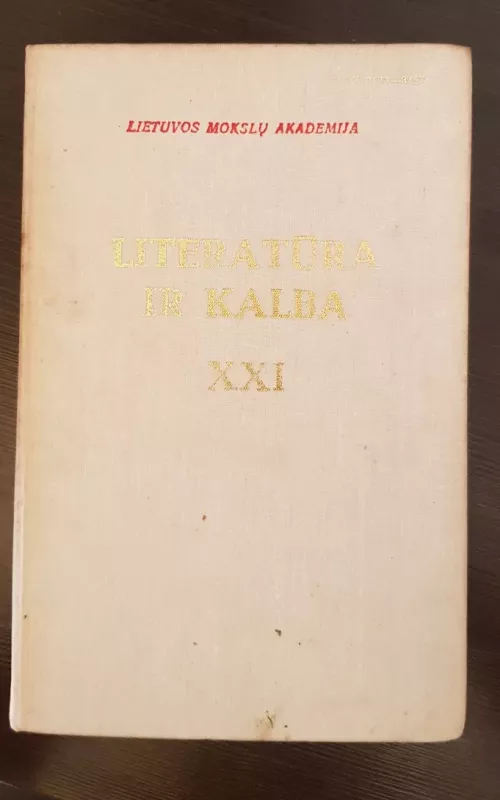 LIETUVOS MOKSLŲ AKADEMIJA
LITERATŪRA
IR KALBA
XXI